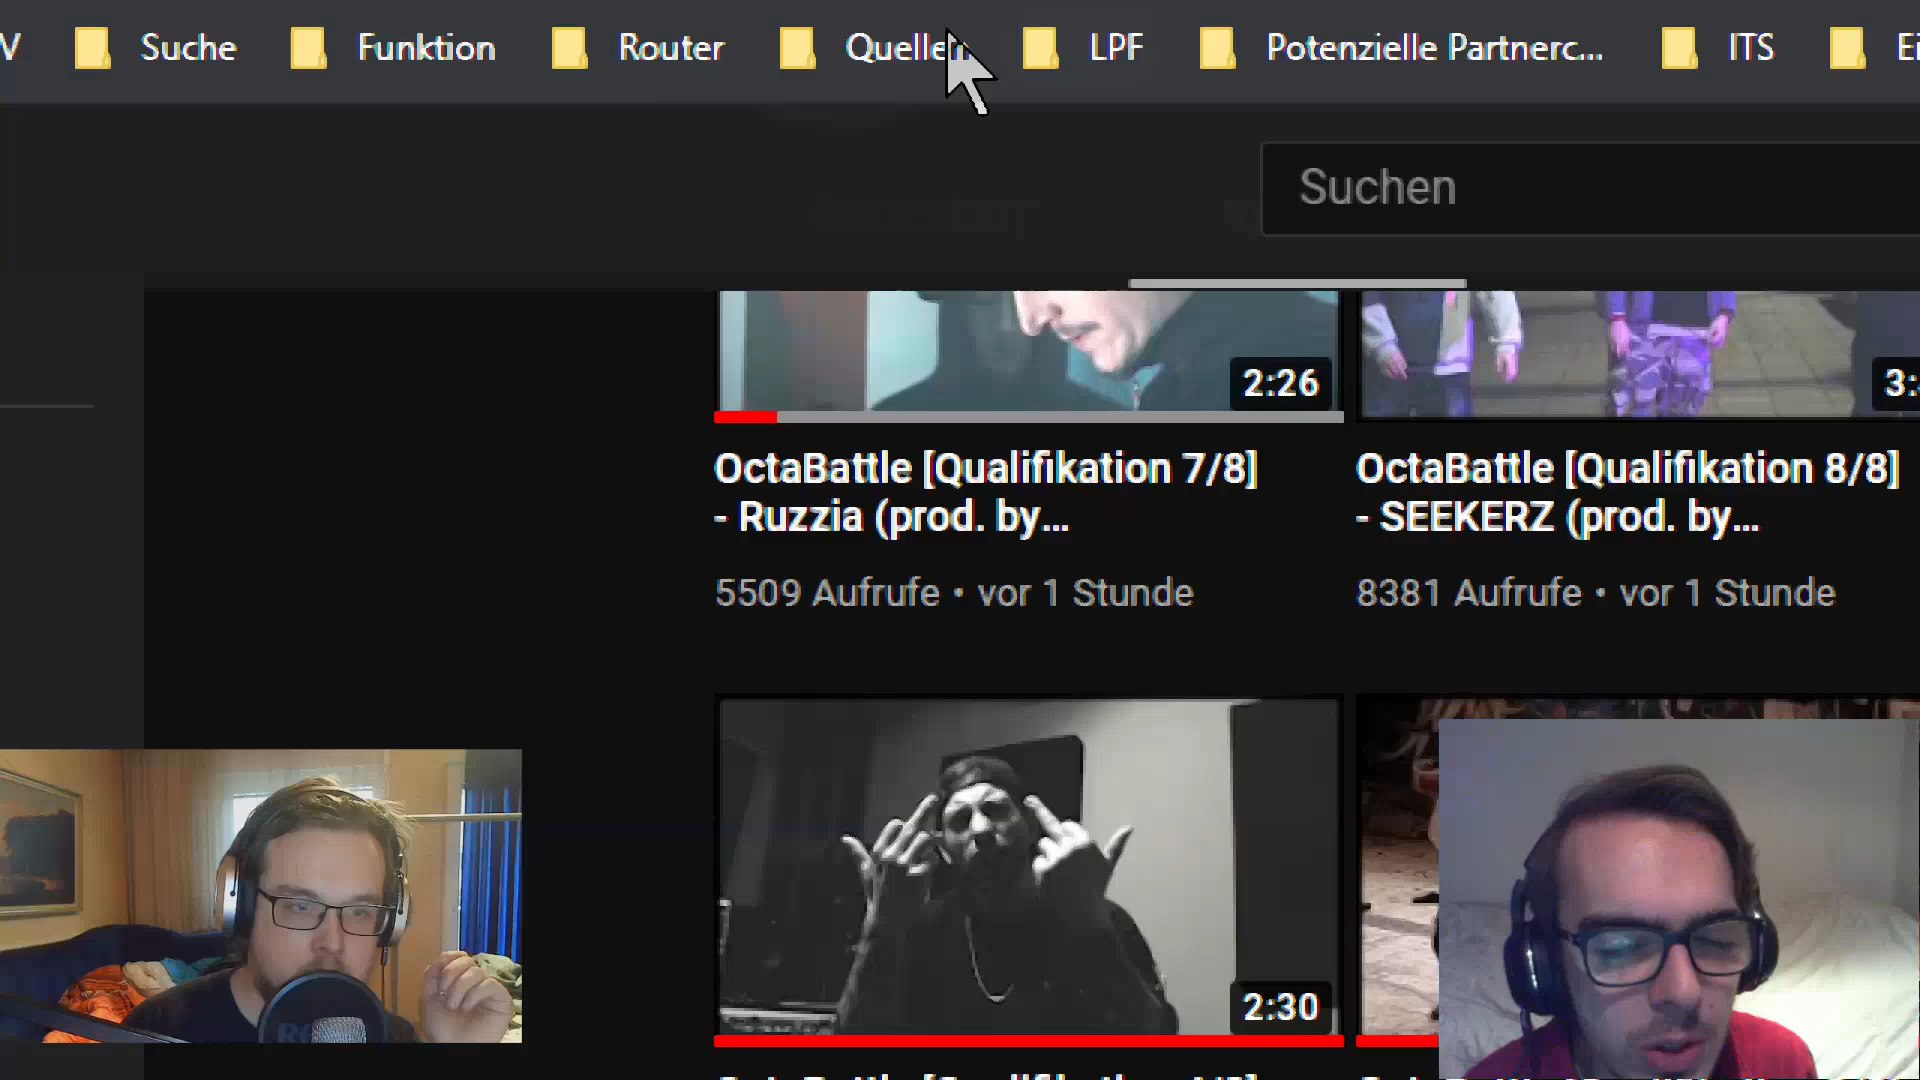 V Suche Funktion Router Quellen LPF Potenzielle Partnerc... ITS
Suchen
2:26
3:
OctaBattle [Qualifikation 7/8]
- Ruzzia (prod. by...
5509 Aufrufe • vor 1 Stunde
OctaBattle [Qualifikation 8/8]
- SEEKERZ (prod. by...
8381 Aufrufe • vor 1 Stunde
2:30